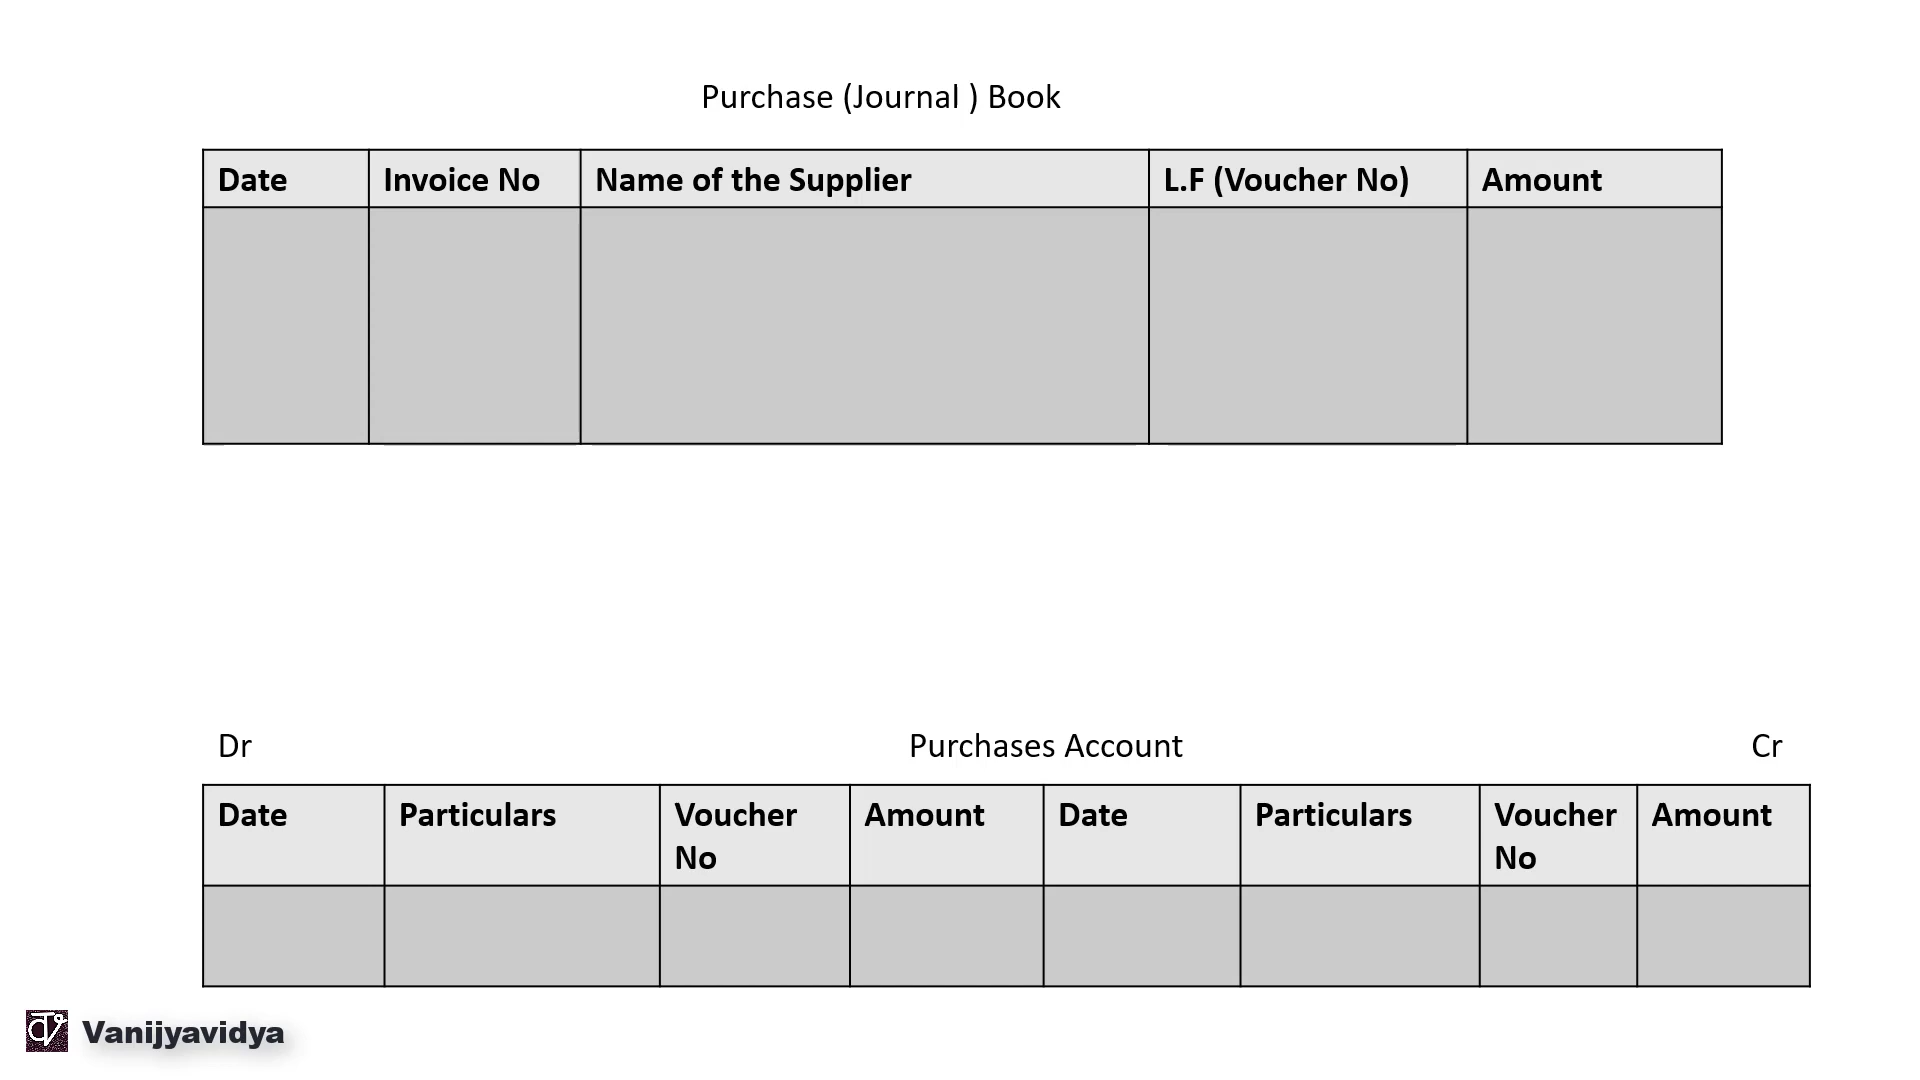 Purchase (Journal ) Book
Date Invoice No Name of the Supplier L.F (Voucher No) Amount
Dr Purchases Account Cr
Date Particulars Voucher No Amount Date Particulars Voucher No Amount
Vanijyavidya